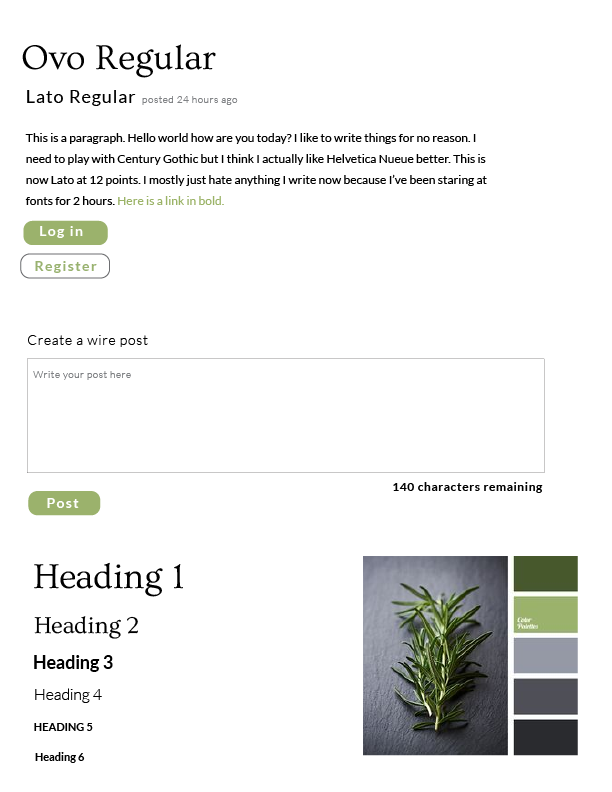 Ovo Regular
Lato Regular posted 24 hours ago
This is a paragraph. Hello world how are you today? I like to write things for no reason. I
need to play with Century Gothic but I think I actually like Helvetica Nueue better. This is
now Lato at 12 points. I mostly just hate anything I write now because I've been staring at
fonts for 2 hours. Here is a link in bold.
Log in
Register
Create a wire post
Write your post here
140 characters remaining
Post
Heading 1
Heading 2
Heading 3
Heading 4
HEADING 5
Heading 6
Color
Palettes